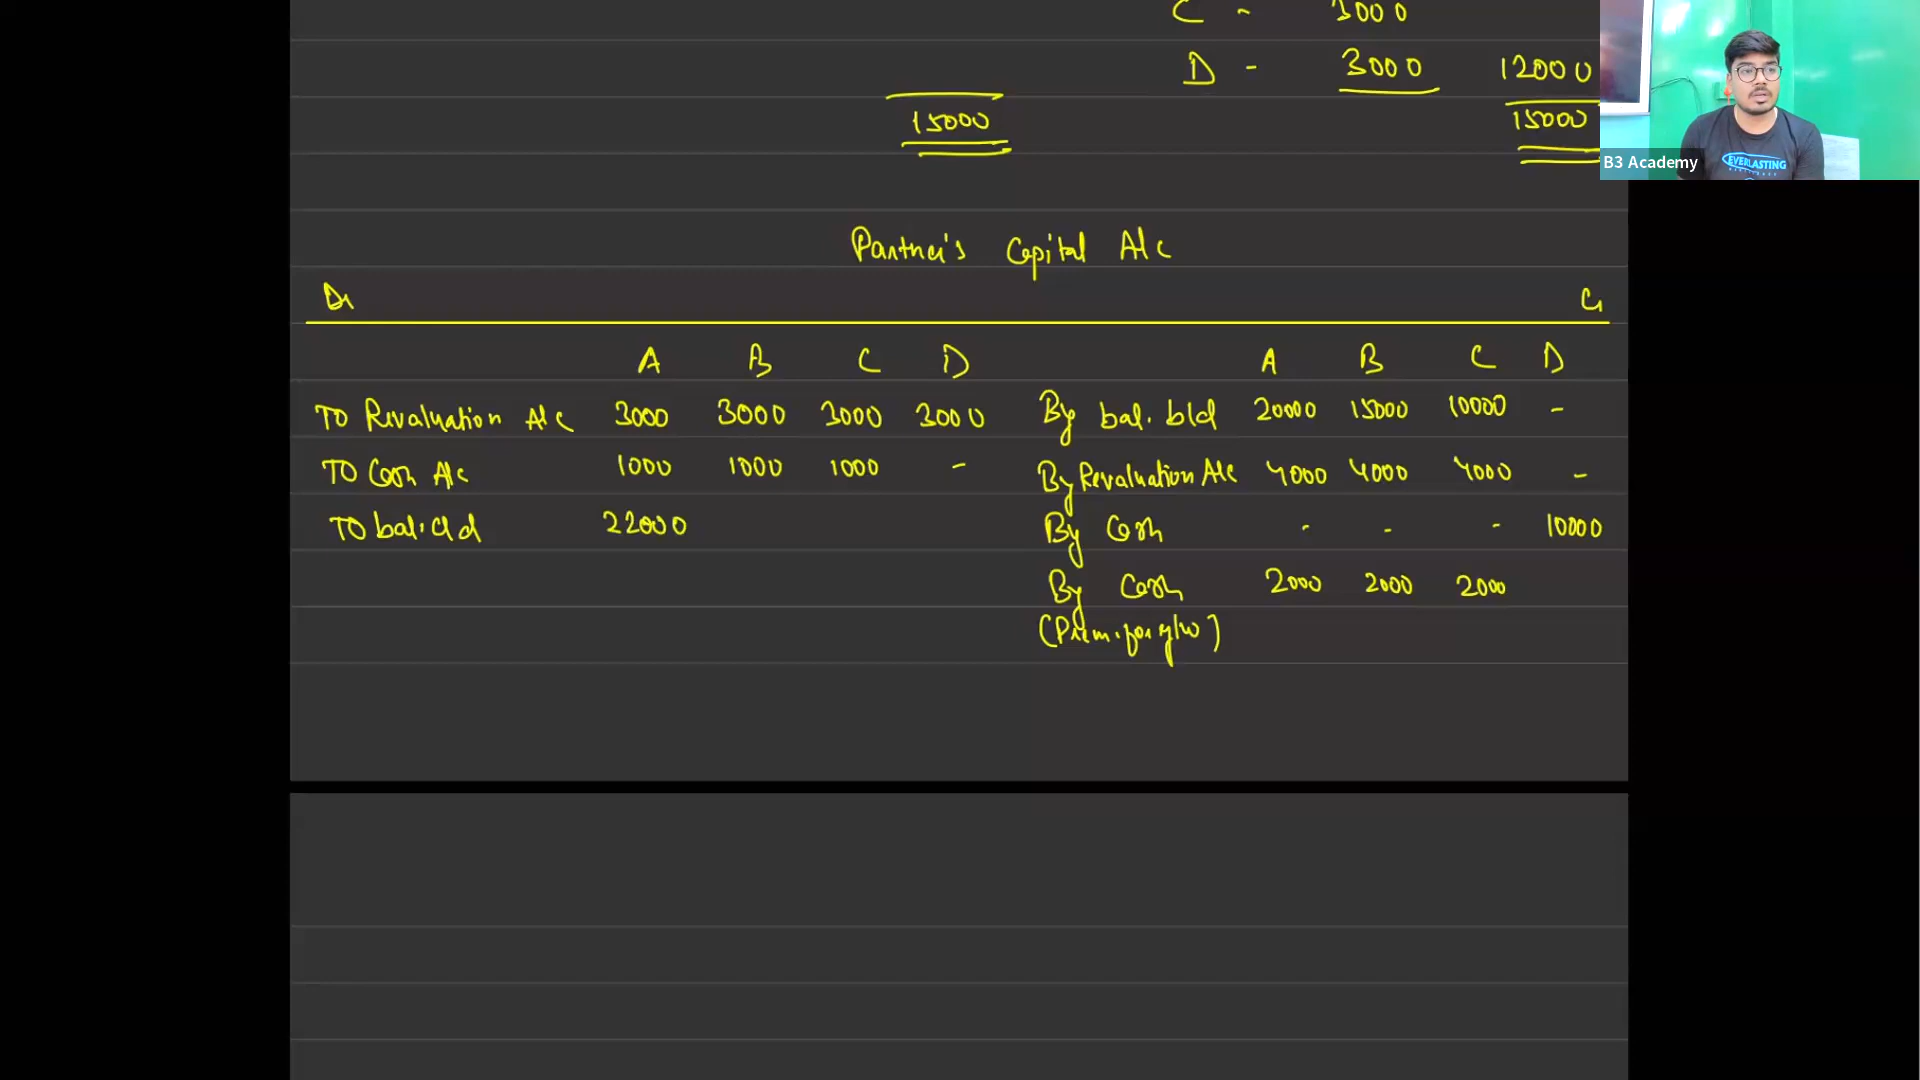 C - 3000
D - 3000 12000
15000 15000
B3 Academy
EVERLASTING
Partner's Capital A/c
Dr Cr
A B C D A B C D
To Revaluation A/c 3000 3000 3000 3000 By bal. b/d 20000 15000 10000 -
To Cash A/c 1000 1000 1000 - By Revaluation A/c 4000 4000 4000 -
To bal. c/d 22000 By Cash - - - 10000
By Cash 2000 2000 2000
(Prem. for g/w)